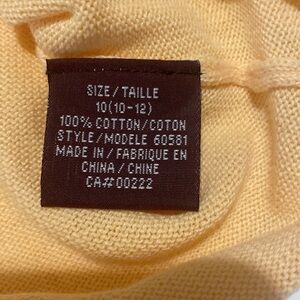 SIZE/TAILLE
10(10-12)
100% COTTON/COTON
STYLE/MODELE 60581
MADE IN/FABRIQUE EN
CHINA/CHINE
CA#00222